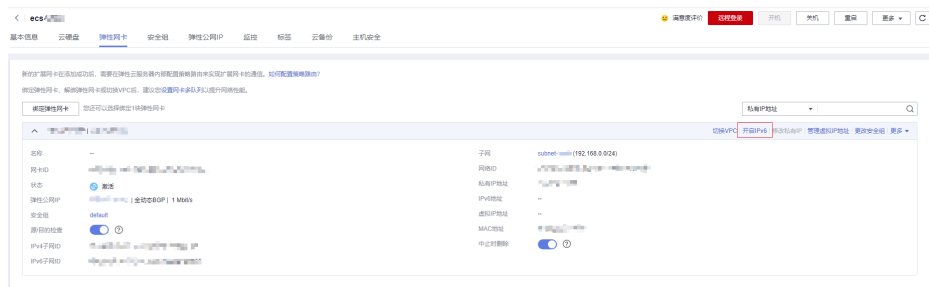 ecs-
满意度评价 远程登录 开机 关机 重启 更多 C
基本信息 云硬盘 弹性网卡 安全组 弹性公网IP 监控 标签 云备份 主机安全
新的扩展网卡在添加成功后，需要在弹性云服务器内部配置策略路由来实现扩展网卡的通信。如何配置策略路由?
绑定弹性网卡、解绑弹性网卡或切换VPC后，建议您设置网卡多队列以提升网络性能。
绑定弹性网卡 您还可以选择绑定1块弹性网卡
私有IP地址
切换VPC 开启IPv6 修改私有IP 管理虚拟IP地址 更改安全组 更多
名称 --
网卡ID
状态 激活
弹性公网IP | 全动态BGP | 1 Mbit/s
安全组 default
源/目的检查
IPv4子网ID
IPv6子网ID
子网 subnet- (192.168.0.0/24)
网络ID
私有IP地址
IPv6地址 --
虚拟IP地址 --
MAC地址
中止时删除